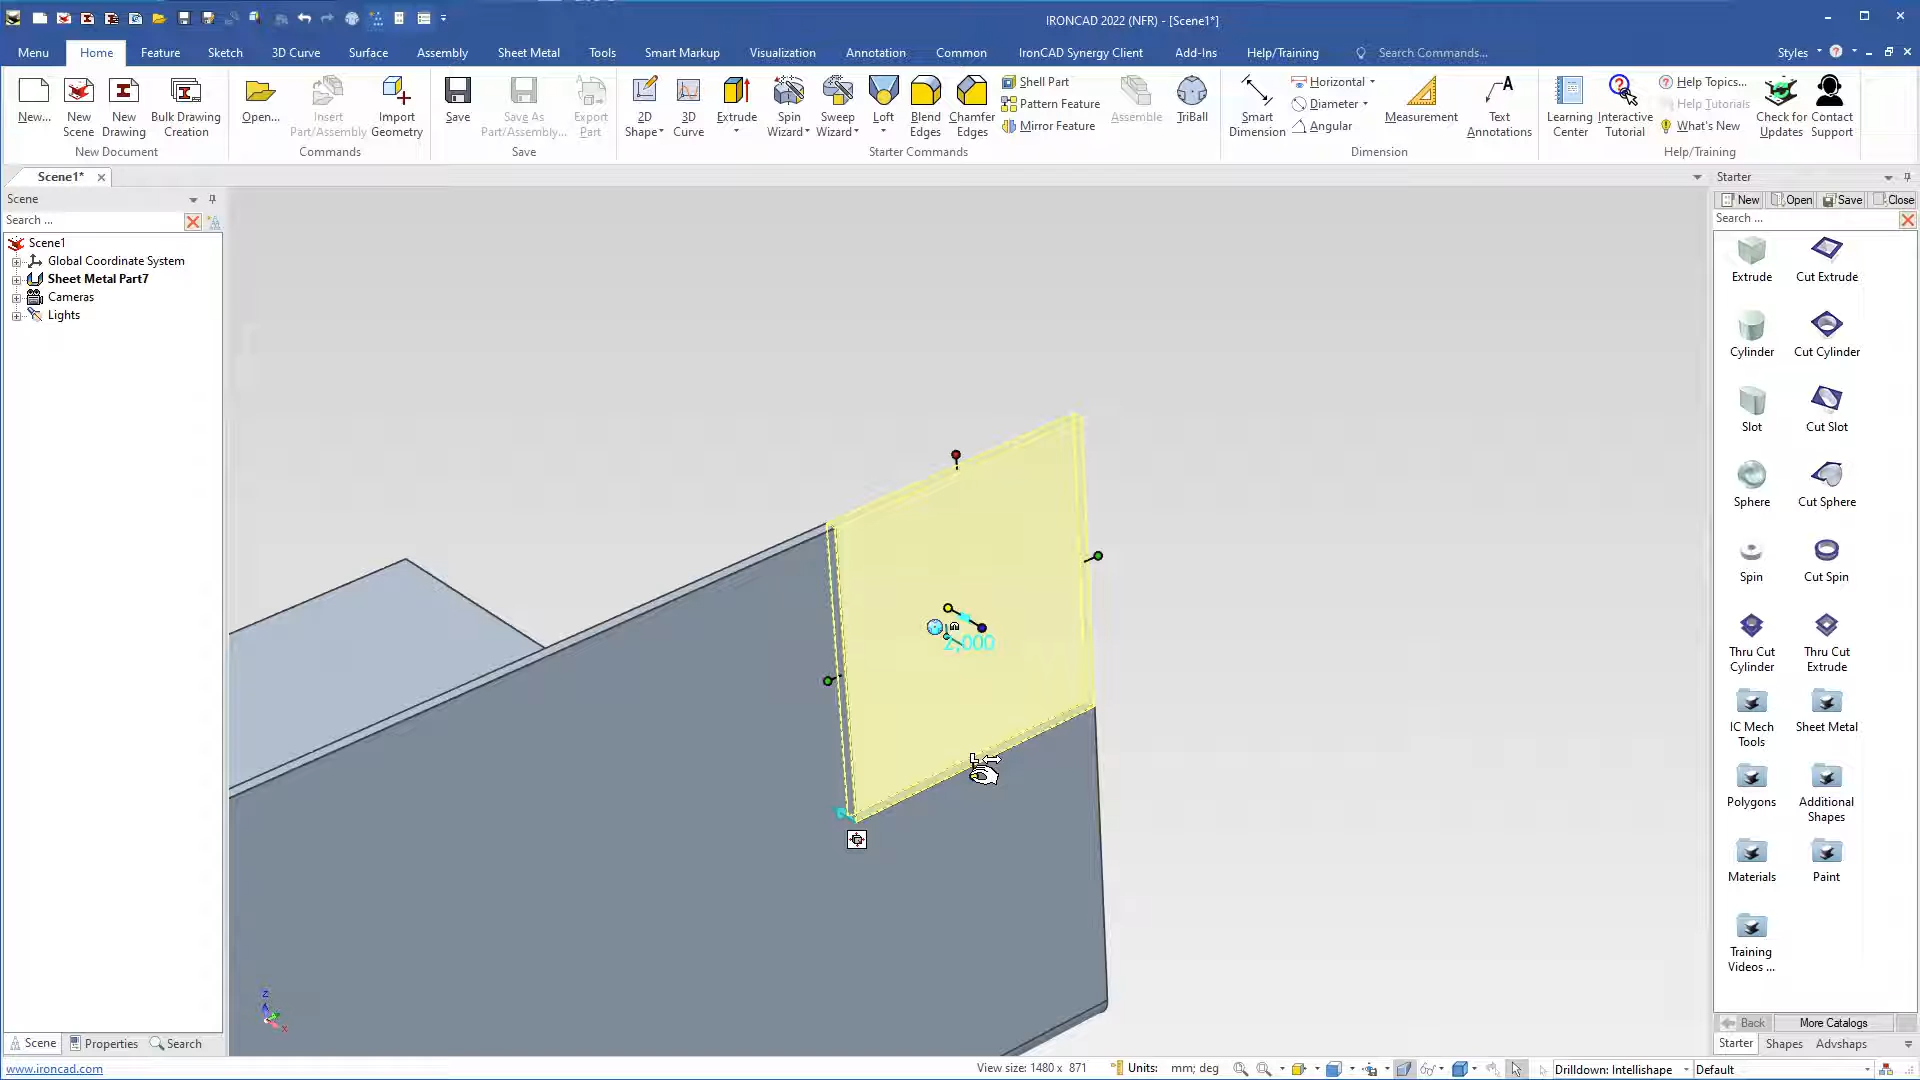 IRONCAD 2022 (NFR) - [Scene1*]
Menu Home Feature Sketch 3D Curve Surface Assembly Sheet Metal Tools Smart Markup Visualization Annotation Common IronCAD Synergy Client Add-Ins Help/Training Search Commands... Styles
New... New Scene New Drawing Bulk Drawing Creation
New Document
Open... Insert Part/Assembly Import Geometry
Commands
Save Save As Part/Assembly... Export Part
Save
2D Shape 3D Curve Extrude Spin Wizard Sweep Wizard Loft Blend Edges Chamfer Edges Shell Part Pattern Feature Mirror Feature Assemble TriBall
Starter Commands
Smart Dimension Horizontal Diameter Angular Measurement Text Annotations
Dimension
Learning Center Interactive Tutorial Help Topics... Help Tutorials What's New Check for Updates Contact Support
Help/Training
Scene1*
Scene
Search ...
Scene1
Global Coordinate System
Sheet Metal Part7
Cameras
Lights
2,000
Z
X
Starter
New Open Save Close
Search ...
Extrude Cut Extrude
Cylinder Cut Cylinder
Slot Cut Slot
Sphere Cut Sphere
Spin Cut Spin
Thru Cut Cylinder Thru Cut Extrude
IC Mech Tools Sheet Metal
Polygons Additional Shapes
Materials Paint
Training Videos ...
Back More Catalogs
Starter Shapes Advshaps
Scene Properties Search
www.ironcad.com
View size: 1480 x 871 Units: mm; deg Drilldown: Intellishape Default